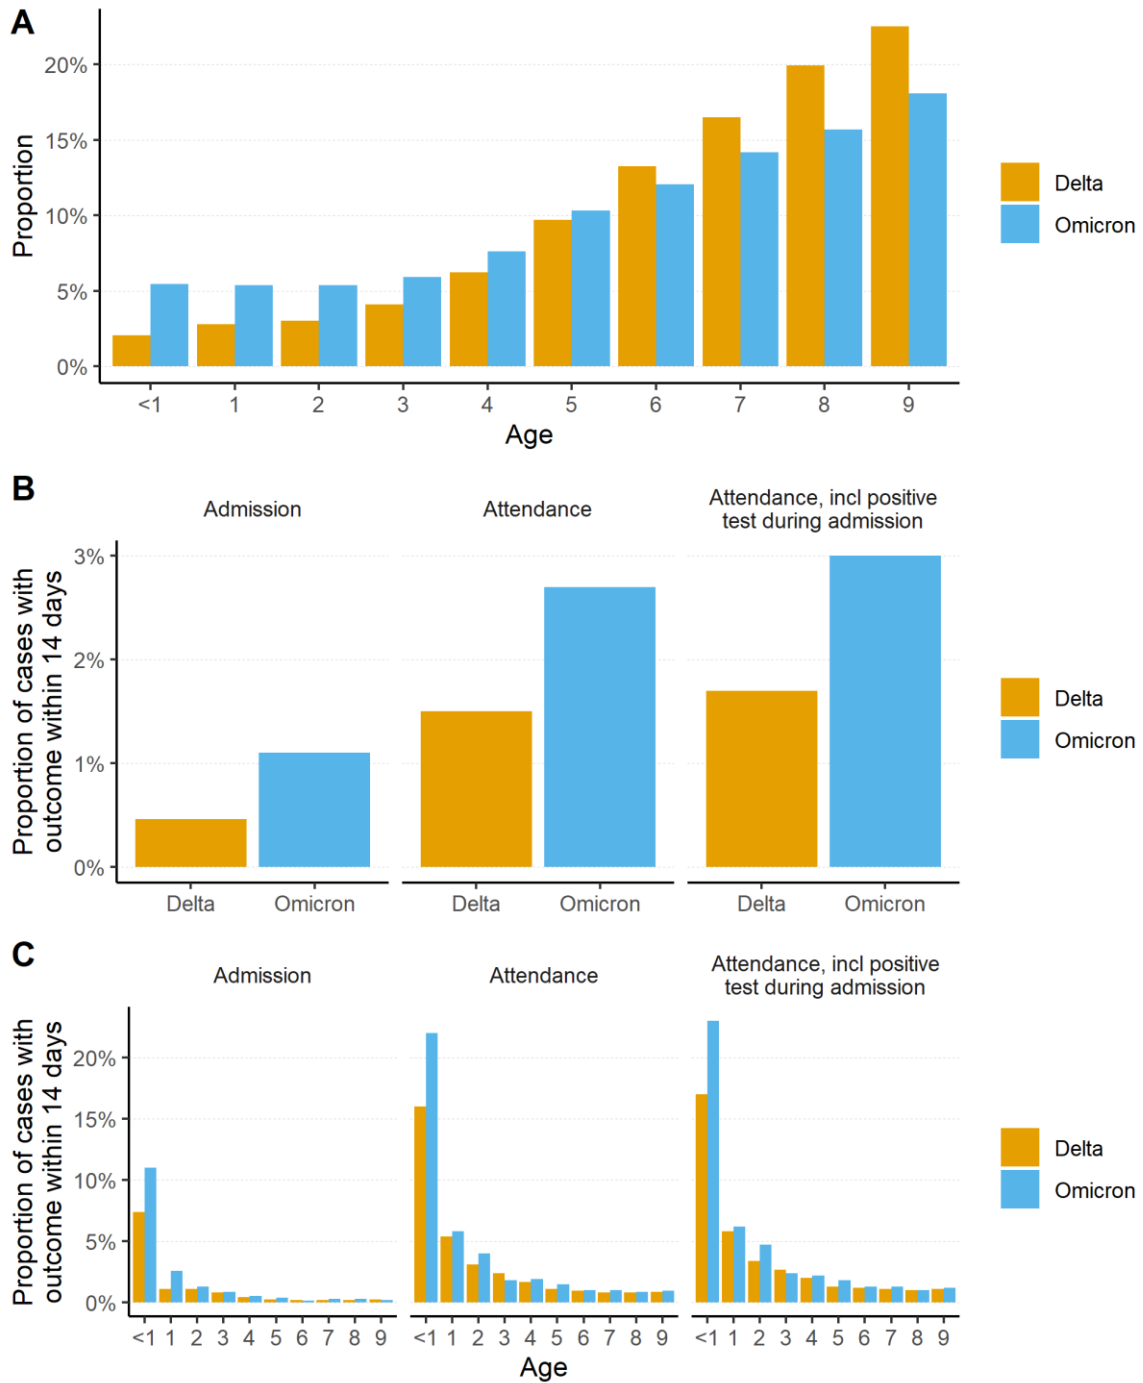 A
Proportion
20%
15%
10%
5%
0%
<1 1 2 3 4 5 6 7 8 9
Age
Delta
Omicron
B
Admission
Attendance
Attendance, incl positive
test during admission
Proportion of cases with
outcome within 14 days
3%
2%
1%
0%
Delta Omicron
Delta Omicron
Delta Omicron
Delta
Omicron
C
Admission
Attendance
Attendance, incl positive
test during admission
Proportion of cases with
outcome within 14 days
20%
15%
10%
5%
0%
<1 1 2 3 4 5 6 7 8 9
<1 1 2 3 4 5 6 7 8 9
<1 1 2 3 4 5 6 7 8 9
Age
Delta
Omicron